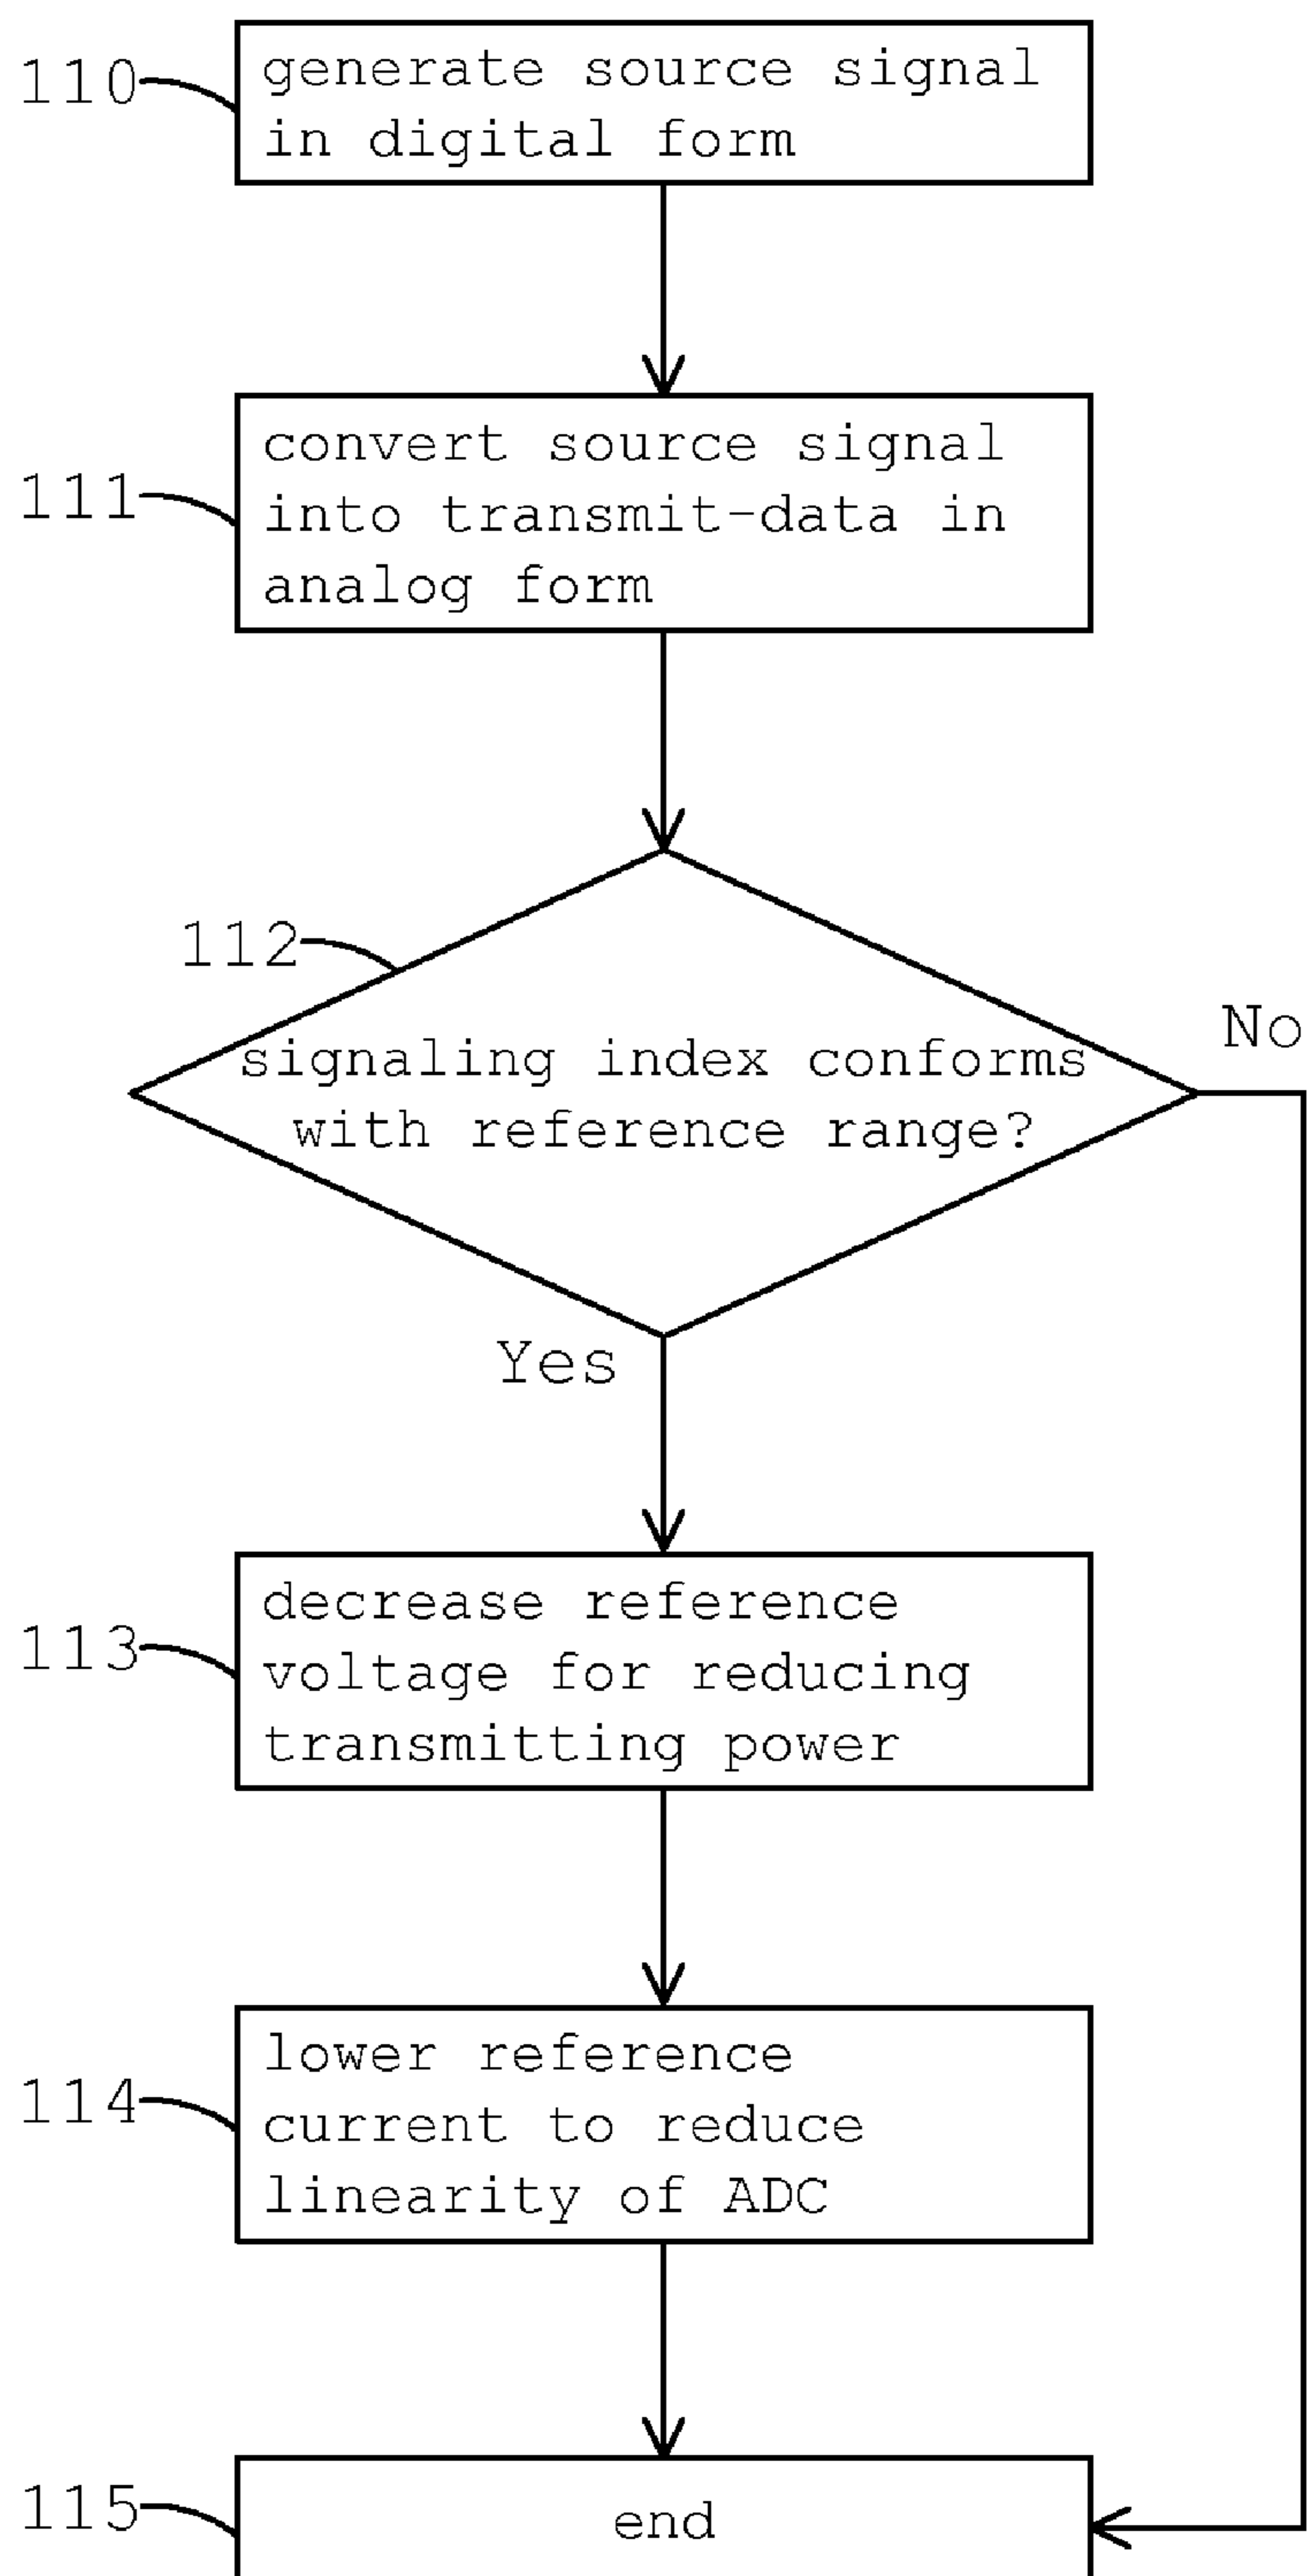 110
generate source signal
in digital form
111
convert source signal
into transmit-data in
analog form
112
signaling index conforms
with reference range?
No
Yes
113
decrease reference
voltage for reducing
transmitting power
114
lower reference
current to reduce
linearity of ADC
115
end